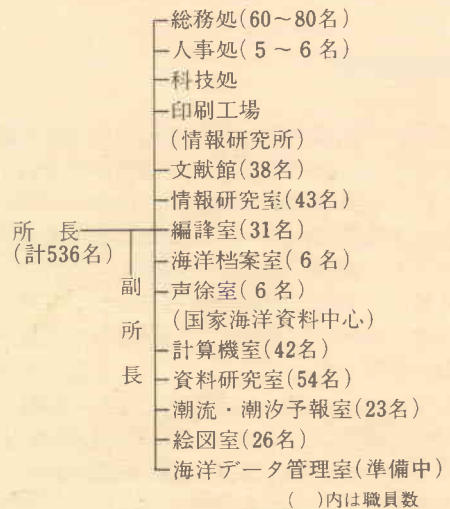 総務処(60～80名)
人事処(5～6名)
科技処
印刷工場
(情報研究所)
文献館(38名)
情報研究室(43名)
所長
(計536名)
副所長
編訳室(31名)
海洋档案室(6名)
声徐室(6名)
(国家海洋資料中心)
計算機室(42名)
資料研究室(54名)
潮流・潮汐予報室(23名)
絵図室(26名)
海洋データ管理室(準備中)
( )内は職員数